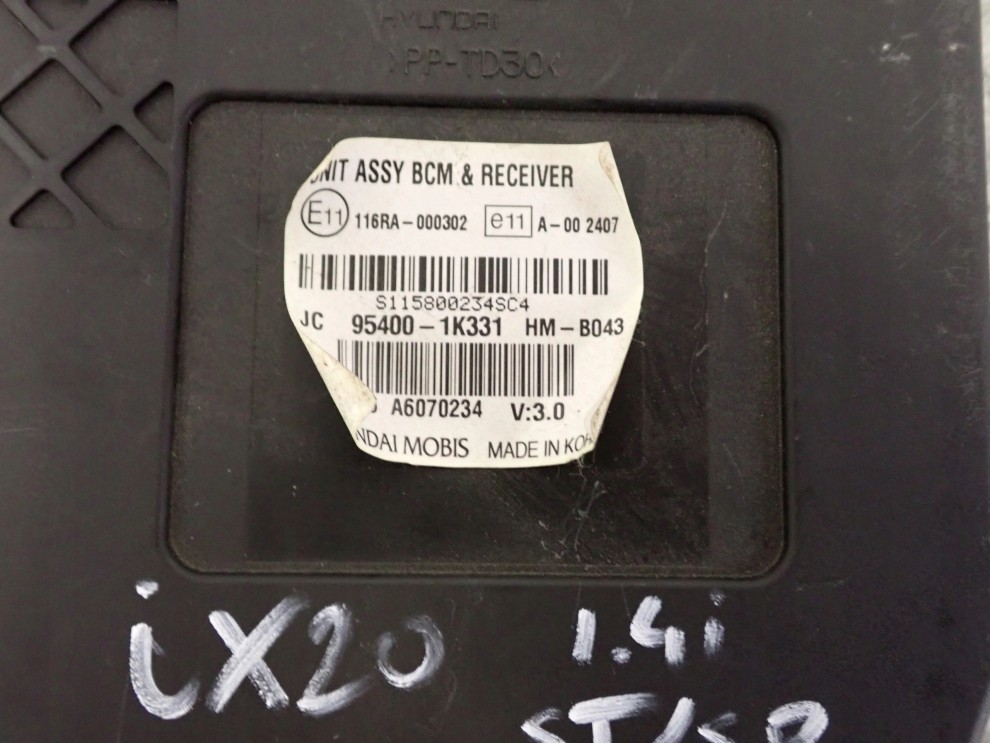 HYUNDAI
>PP-TD30<
UNIT ASSY BCM & RECEIVER
E11 116RA-000302 e11 A-00 2407
H
S115800234SC4
JC 95400-1K331 HM-B043
A6070234 V:3.0
NDAI MOBIS MADE IN KOR
iX20 1.4i